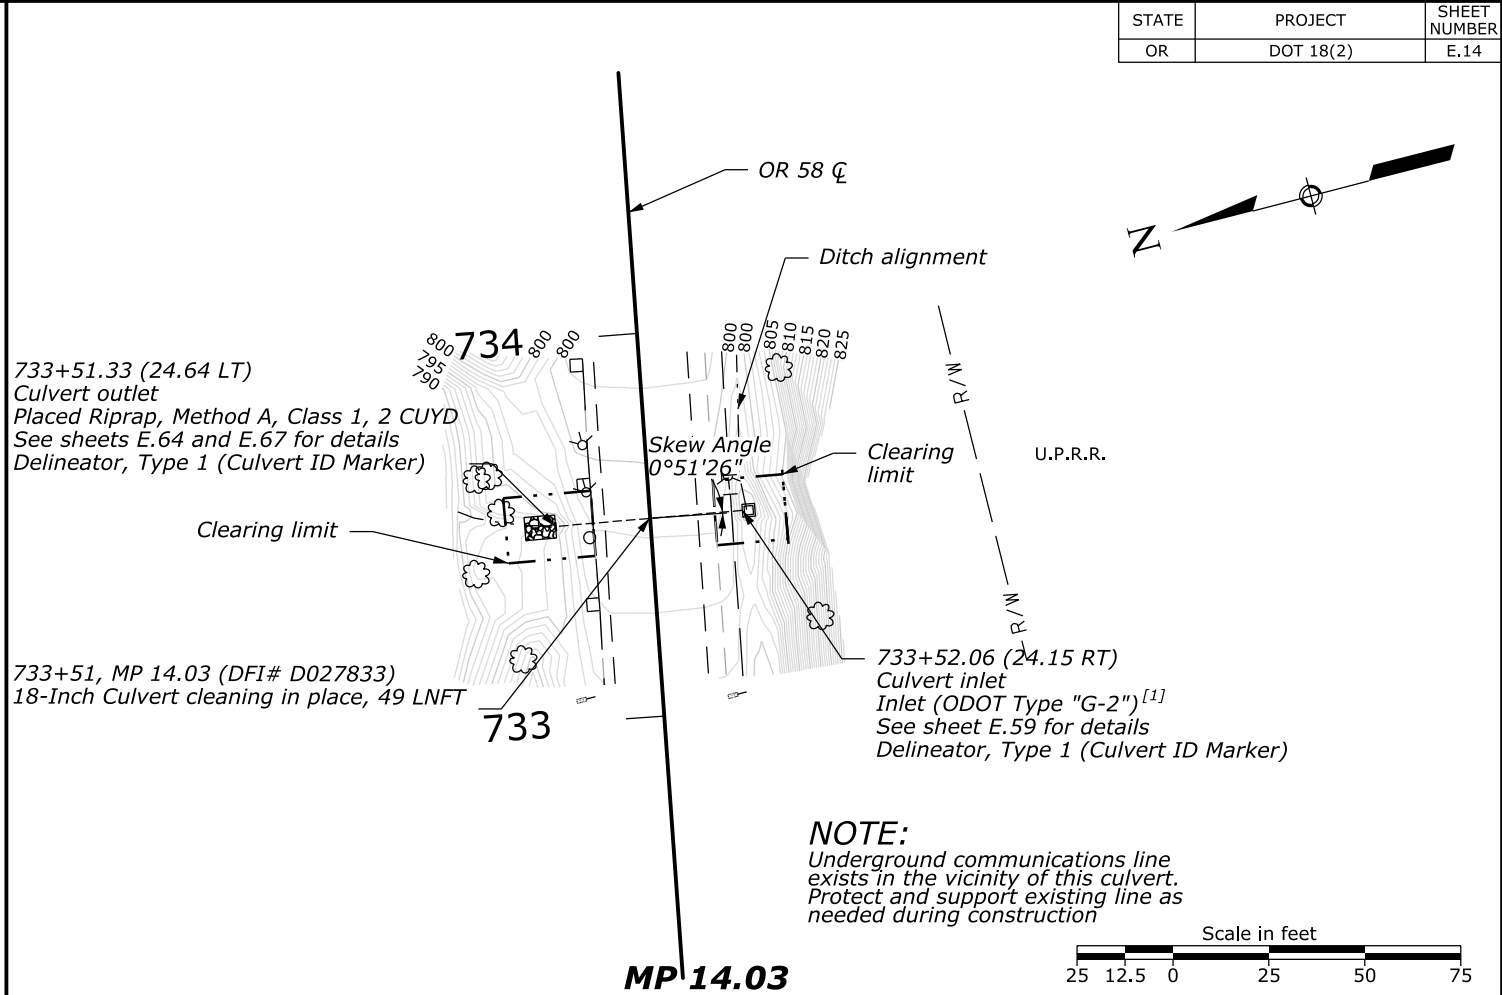 STATE PROJECT SHEET NUMBER
OR DOT 18(2) E.14
OR 58 ℄
N
Ditch alignment
800 795 790 734 800 800
800 800 805 810 815 820 825
733+51.33 (24.64 LT)
Culvert outlet
Placed Riprap, Method A, Class 1, 2 CUYD
See sheets E.64 and E.67 for details
Delineator, Type 1 (Culvert ID Marker)
R/W
Skew Angle
0°51'26"
Clearing
limit
U.P.R.R.
Clearing limit
R/W
733+51, MP 14.03 (DFI# D027833)
18-Inch Culvert cleaning in place, 49 LNFT
733
733+52.06 (24.15 RT)
Culvert inlet
Inlet (ODOT Type "G-2") [1]
See sheet E.59 for details
Delineator, Type 1 (Culvert ID Marker)
NOTE:
Underground communications line
exists in the vicinity of this culvert.
Protect and support existing line as
needed during construction
Scale in feet
25 12.5 0 25 50 75
MP 14.03